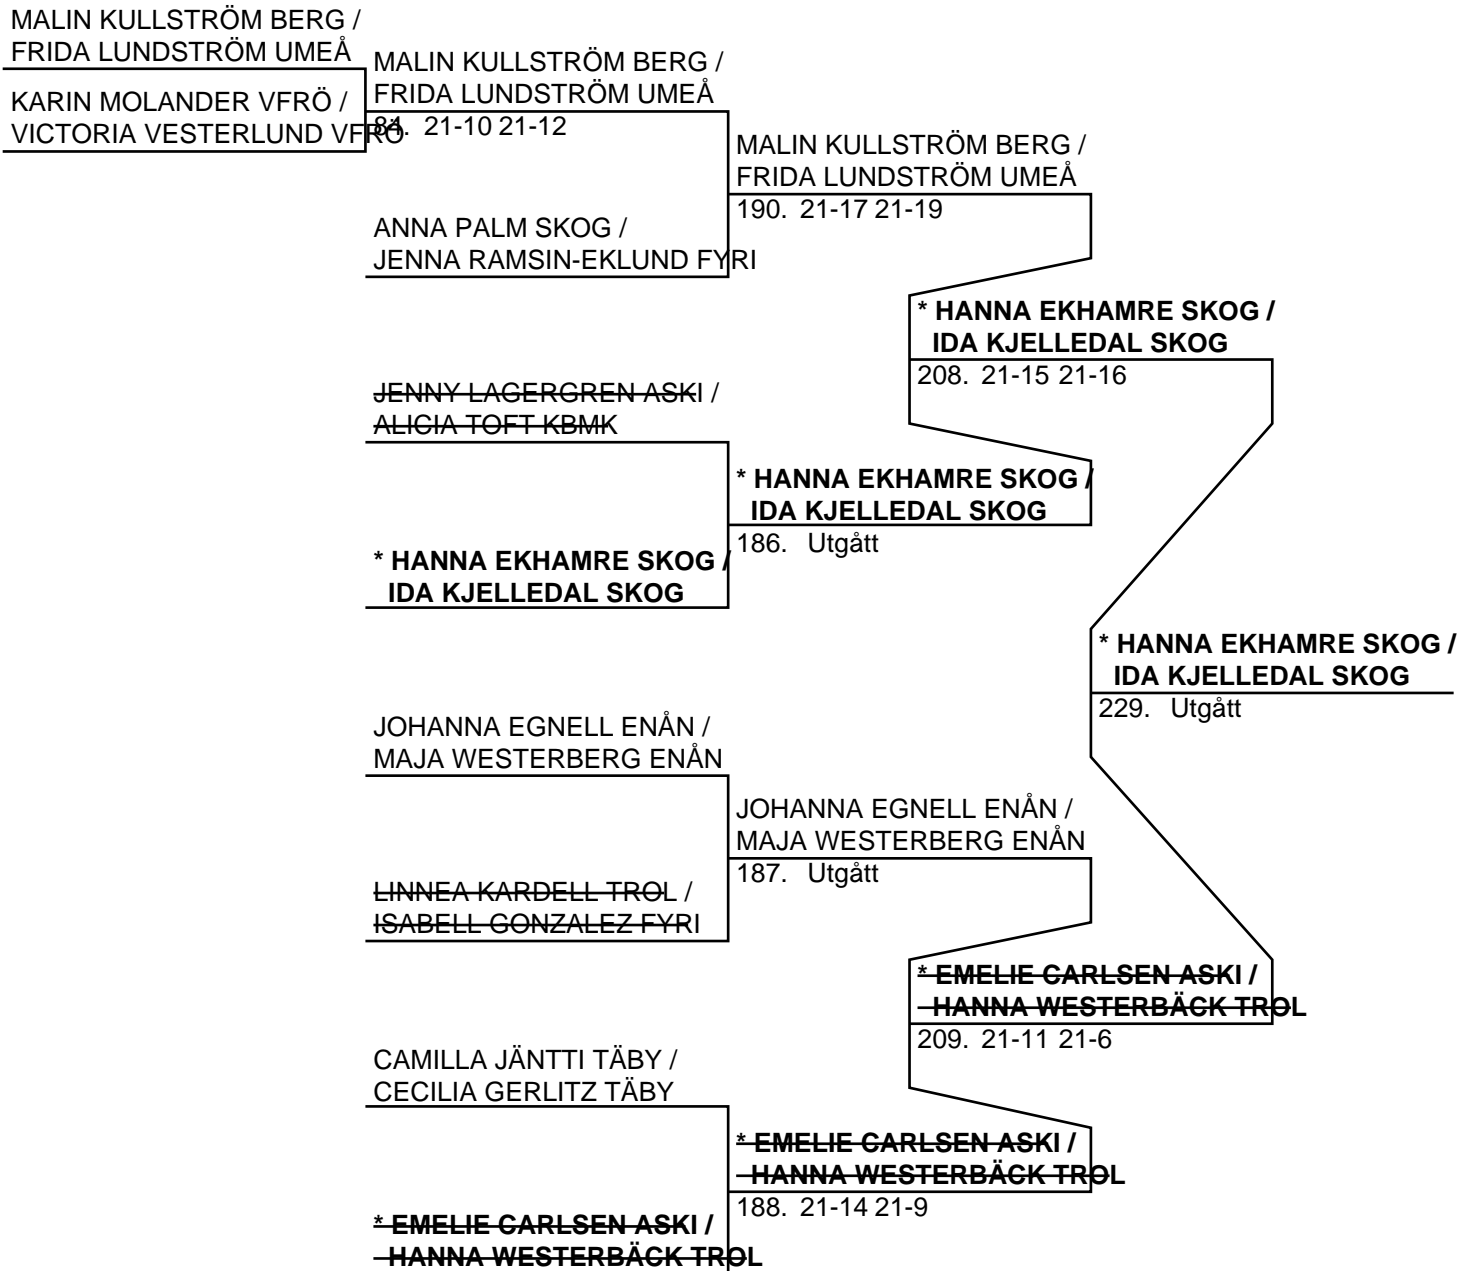 MALIN KULLSTRÖM BERG /
FRIDA LUNDSTRÖM UMEÅ
KARIN MOLANDER VFRÖ /
VICTORIA VESTERLUND VFRÖ
MALIN KULLSTRÖM BERG /
FRIDA LUNDSTRÖM UMEÅ
84. 21-10 21-12
ANNA PALM SKOG /
JENNA RAMSIN-EKLUND FYRI
MALIN KULLSTRÖM BERG /
FRIDA LUNDSTRÖM UMEÅ
190. 21-17 21-19
JENNY LAGERGREN ASKI /
ALICIA TOFT KBMK
* HANNA EKHAMRE SKOG /
IDA KJELLEDAL SKOG
* HANNA EKHAMRE SKOG /
IDA KJELLEDAL SKOG
186. Utgått
* HANNA EKHAMRE SKOG /
IDA KJELLEDAL SKOG
208. 21-15 21-16
* HANNA EKHAMRE SKOG /
IDA KJELLEDAL SKOG
229. Utgått
JOHANNA EGNELL ENÅN /
MAJA WESTERBERG ENÅN
LINNEA KARDELL TROL /
ISABELL GONZALEZ FYRI
JOHANNA EGNELL ENÅN /
MAJA WESTERBERG ENÅN
187. Utgått
* EMELIE CARLSEN ASKI /
HANNA WESTERBÄCK TROL
209. 21-11 21-6
CAMILLA JÄNTTI TÄBY /
CECILIA GERLITZ TÄBY
* EMELIE CARLSEN ASKI /
HANNA WESTERBÄCK TROL
188. 21-14 21-9
* EMELIE CARLSEN ASKI /
HANNA WESTERBÄCK TROL